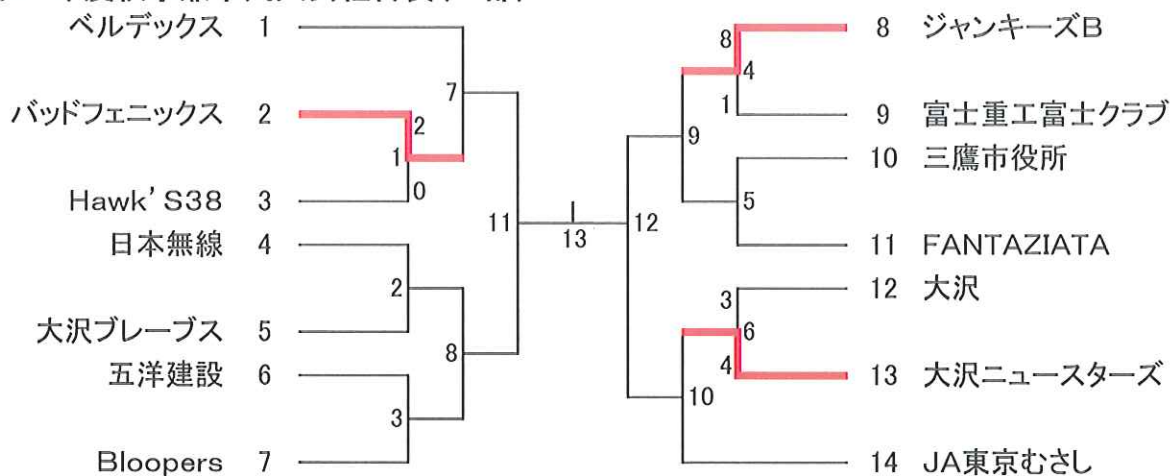 ベルデックス 1
バッドフェニックス 2
Hawk'S38 3
日本無線 4
大沢ブレーブス 5
五洋建設 6
Bloopers 7
7
2
1
0
2
8
3
11
13
12
8
4
1
9
5
3
6
4
10
8 ジャンキーズB
9 富士重工富士クラブ
10 三鷹市役所
11 FANTAZIATA
12 大沢
13 大沢ニュースターズ
14 JA東京むさし